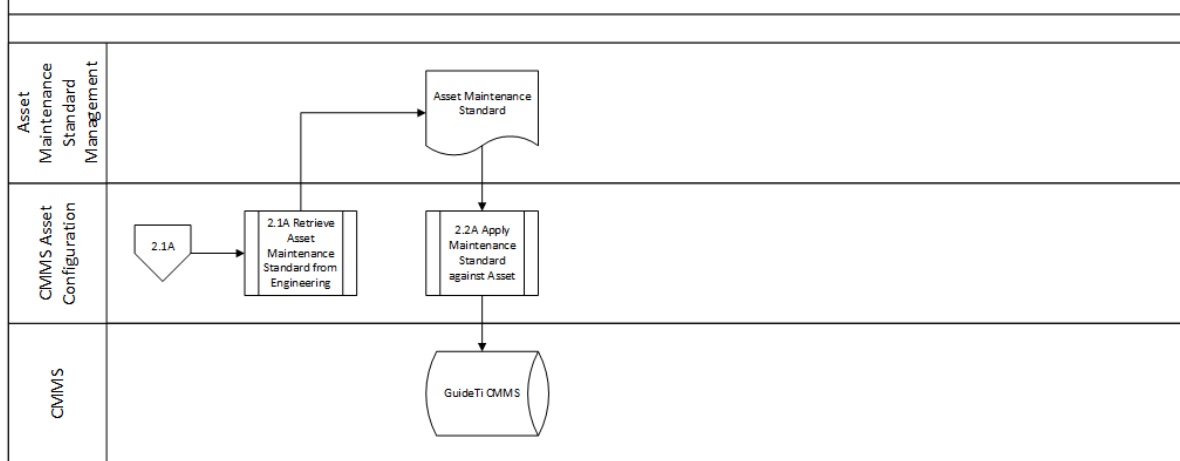 Asset
Maintenance
Standard
Management
Asset Maintenance
Standard
CMMS Asset
Configuration
2.1A
2.1A Retrieve
Asset
Maintenance
Standard from
Engineering
2.2A Apply
Maintenance
Standard
against Asset
CMMS
GuideTi CMMS